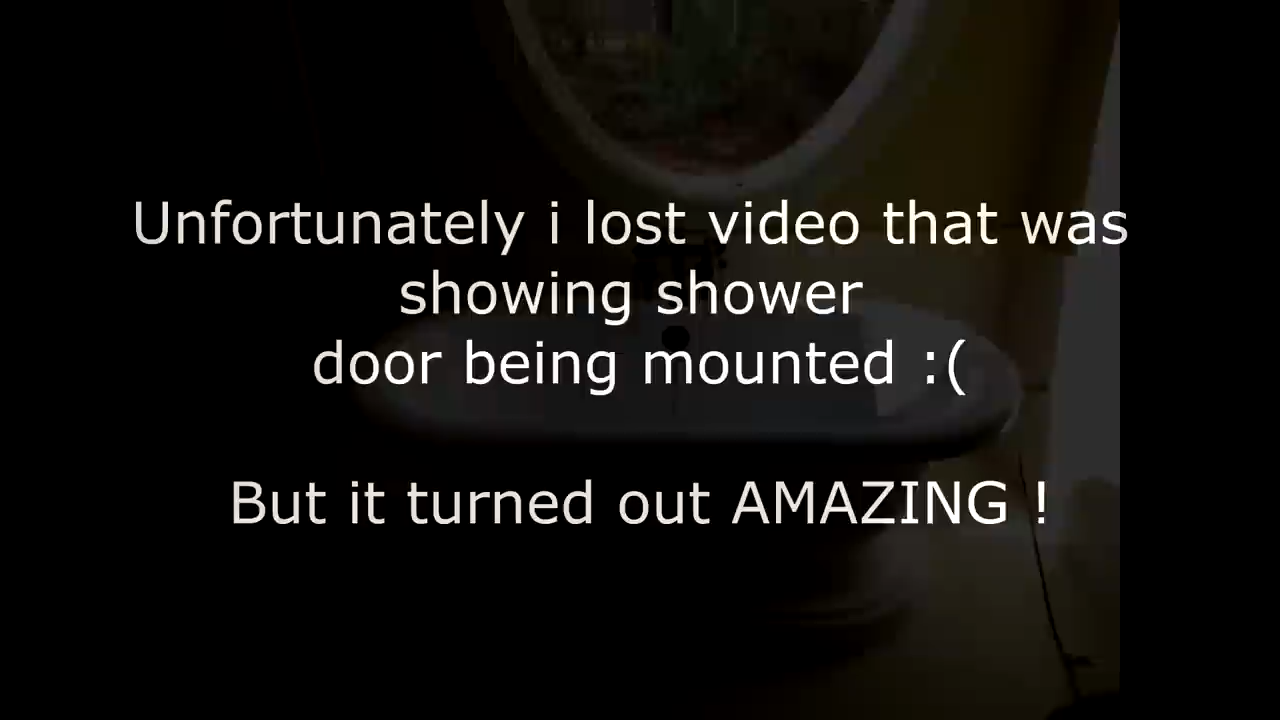 Unfortunately i lost video that was
showing shower
door being mounted :(
But it turned out AMAZING !